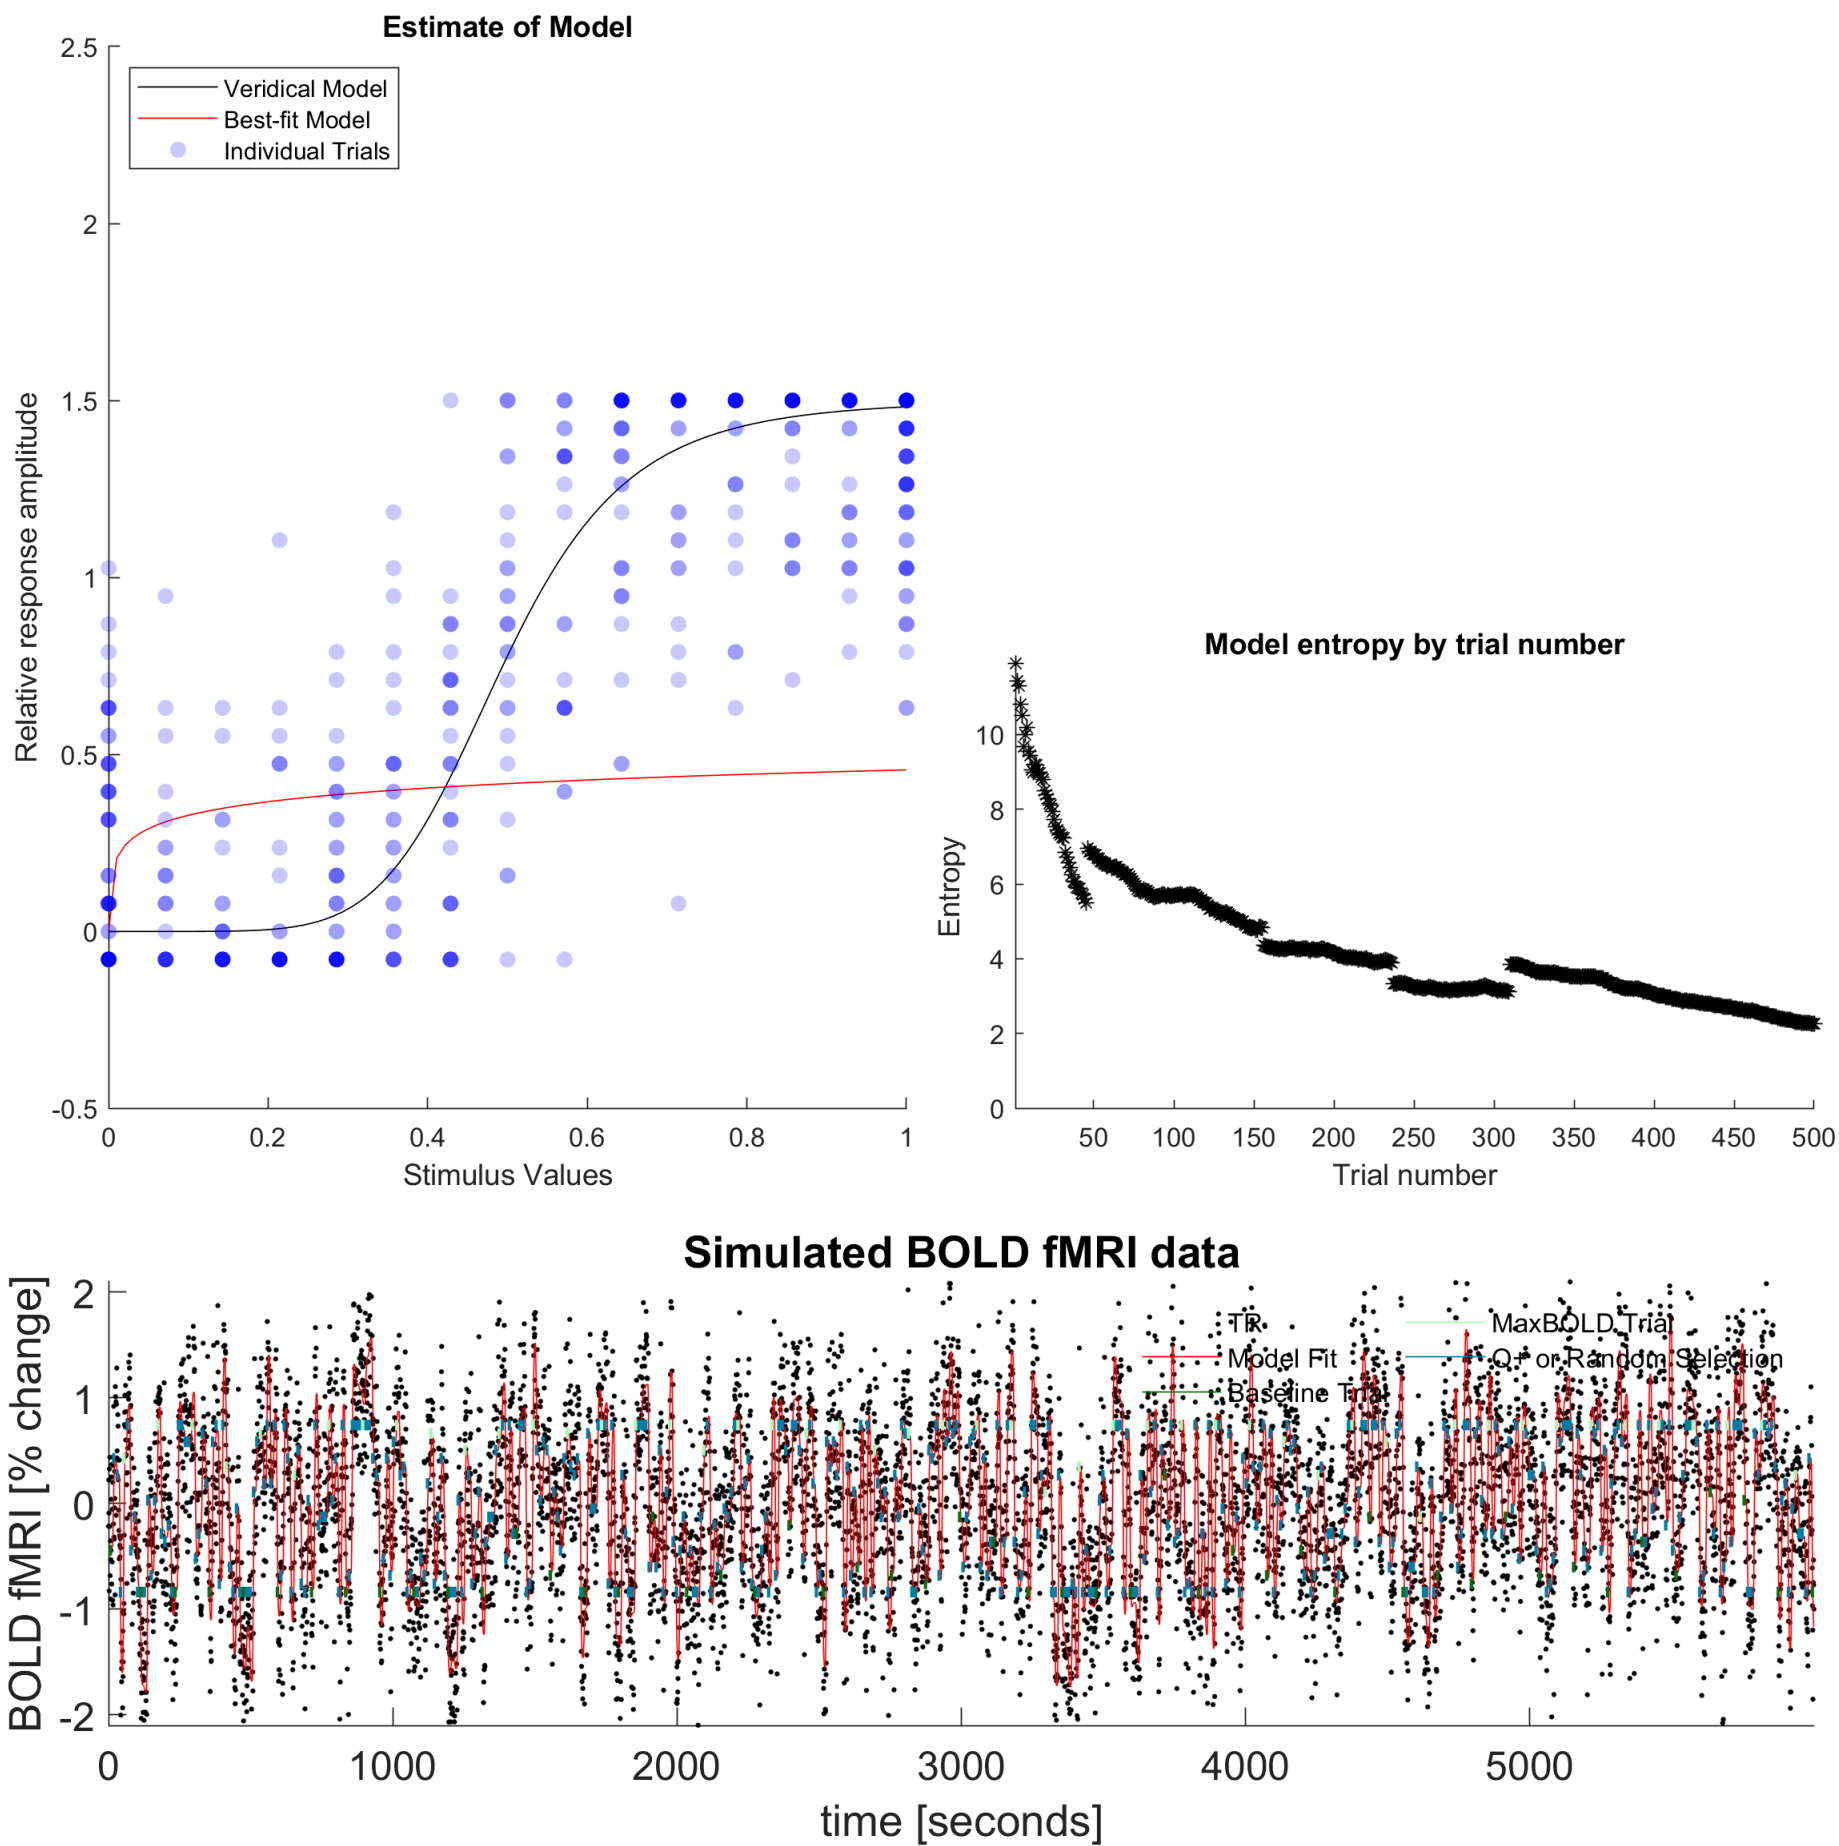 Estimate of Model
2.5
2
1.5
1
0.5
0
-0.5
Relative response amplitude
Veridical Model
Best-fit Model
Individual Trials
0 0.2 0.4 0.6 0.8 1
Stimulus Values
Model entropy by trial number
10
8
6
4
2
0
Entropy
50 100 150 200 250 300 350 400 450 500
Trial number
Simulated BOLD fMRI data
2
1
0
-1
-2
BOLD fMRI [% change]
TR
Model Fit
Baseline Trial
MaxBOLD Trial
Q+ or Random Selection
0 1000 2000 3000 4000 5000
time [seconds]